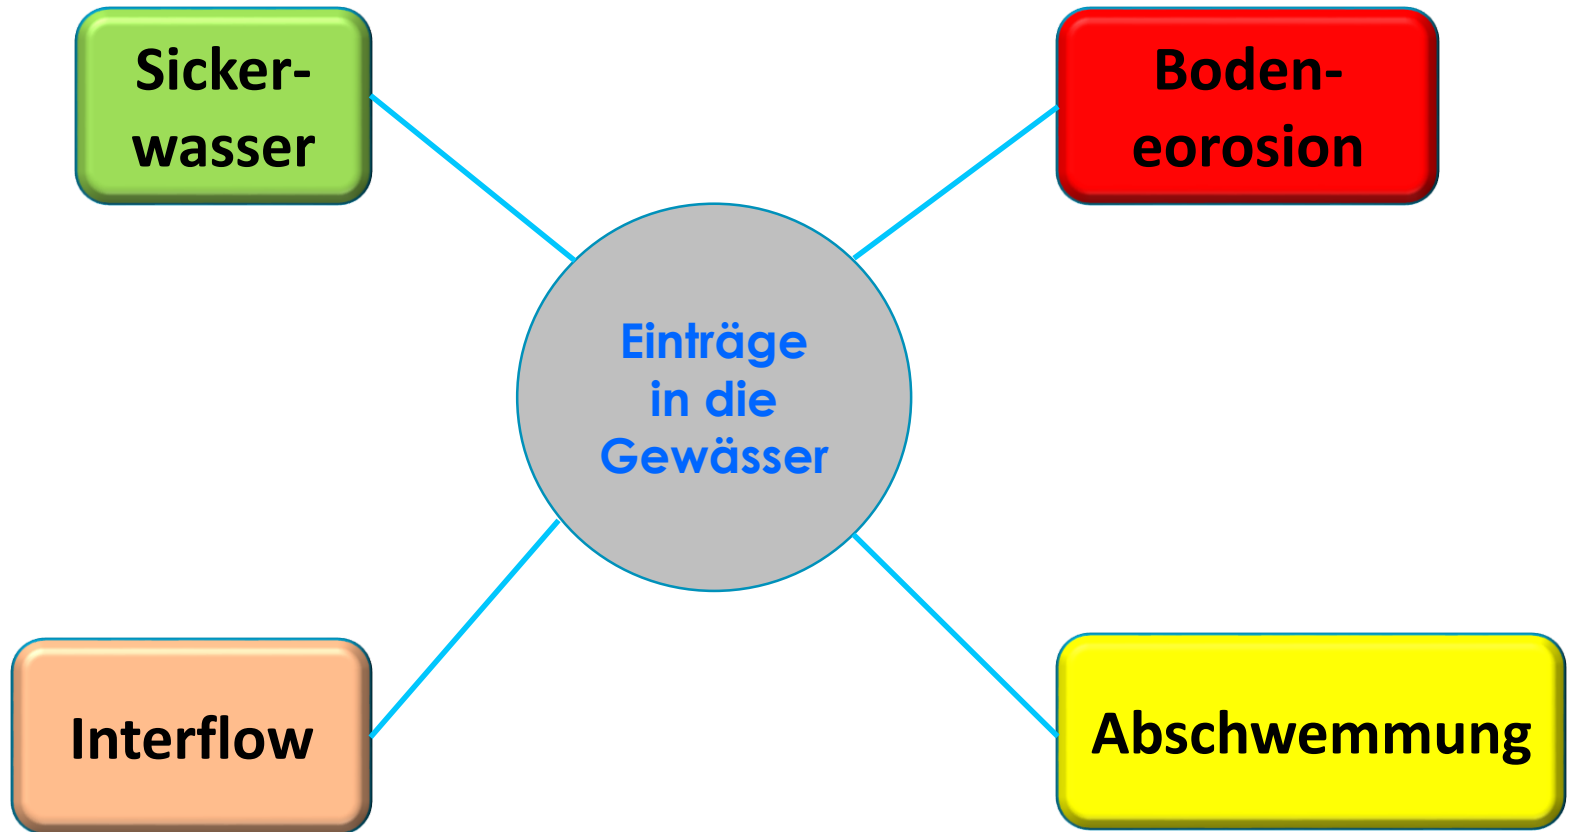 Sicker-
wasser
Boden-
eorosion
Einträge
in die
Gewässer
Interflow
Abschwemmung